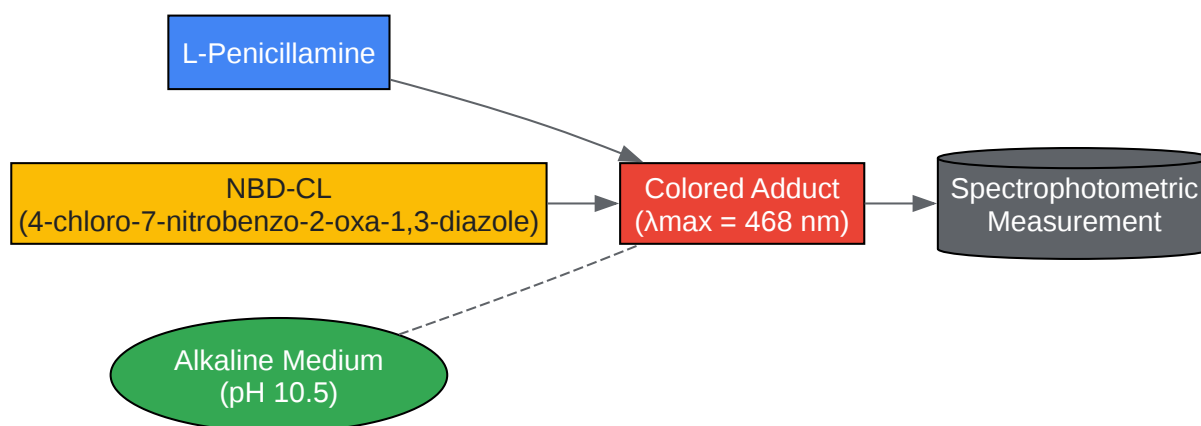 L-Penicillamine
NBD-CL
(4-chloro-7-nitrobenzo-2-oxa-1,3-diazole)
Colored Adduct
(λmax = 468 nm)
Spectrophotometric
Measurement
Alkaline Medium
(pH 10.5)